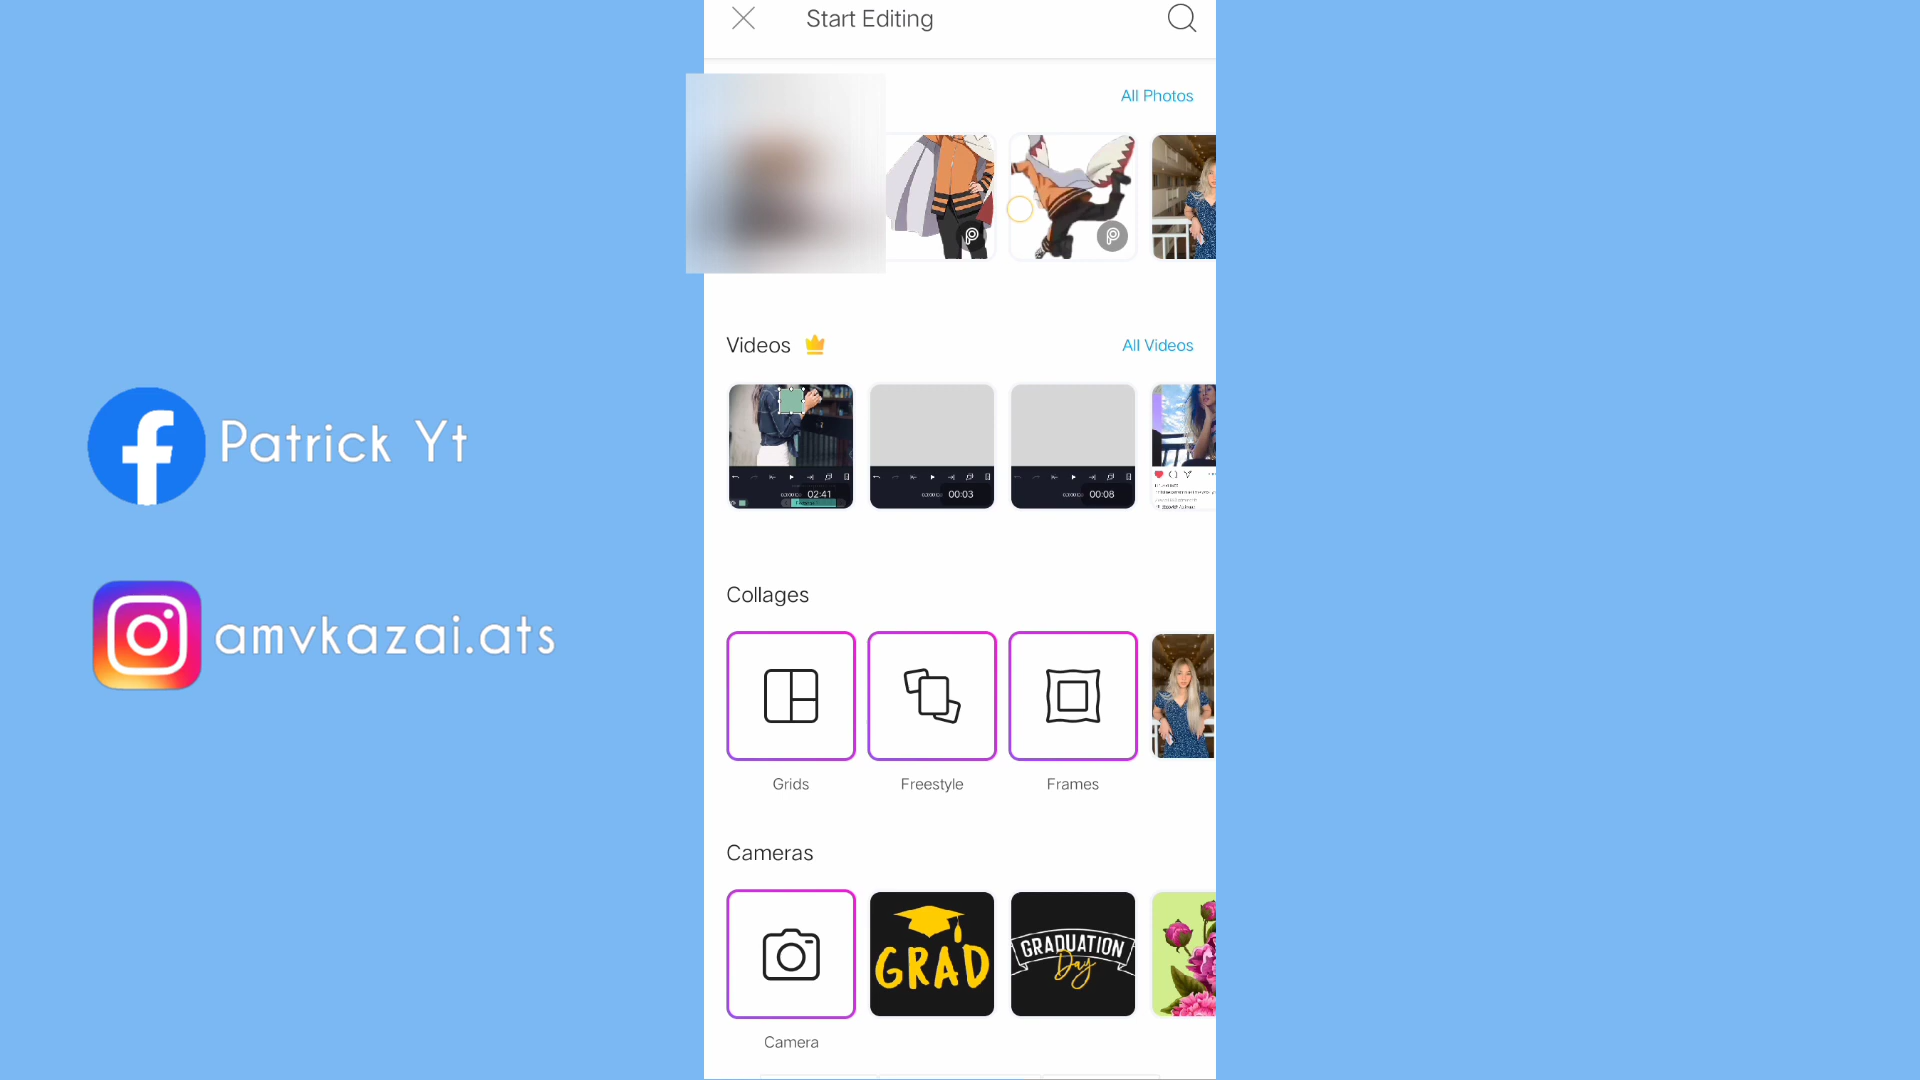 Start Editing
All Photos
Videos
All Videos
02:41
00:03
00:08
Patrick Yt
amvkazai.ats
Collages
Grids
Freestyle
Frames
Cameras
GRAD
GRADUATION
Day
Camera